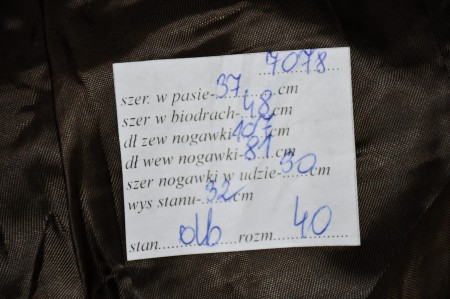 7078
szer. w pasie-37 cm
szer w biodrach-48 cm
dł zew nogawki 107 cm
dł wew nogawki-81 cm
szer nogawki w udzie-30 cm
wys stanu-32 cm
stan db rozm 40